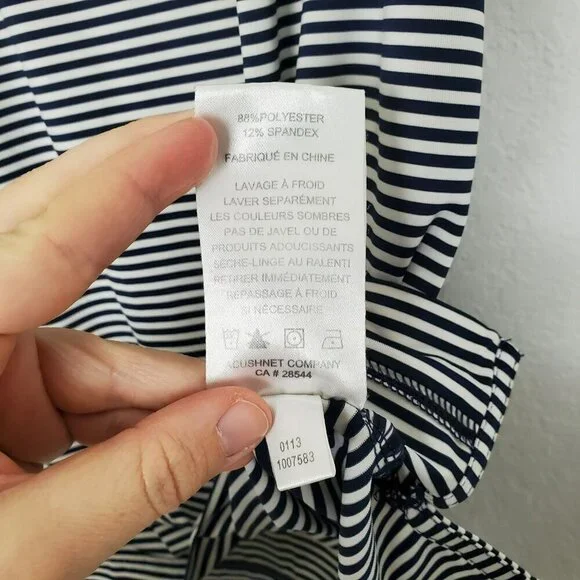 88%POLYESTER
12% SPANDEX
FABRIQUÉ EN CHINE
LAVAGE À FROID
LAVER SEPARÉMENT
LES COULEURS SOMBRES
PAS DE JAVEL OU DE
PRODUITS ADOUCISSANTS
SÈCHE-LINGE AU RALENTI
RETIRER IMMÉDIATEMENT
REPASSAGE À FROID
SI NÉCESSAIRE
ACUSHNET COMPANY
CA # 28544
0113
1007583